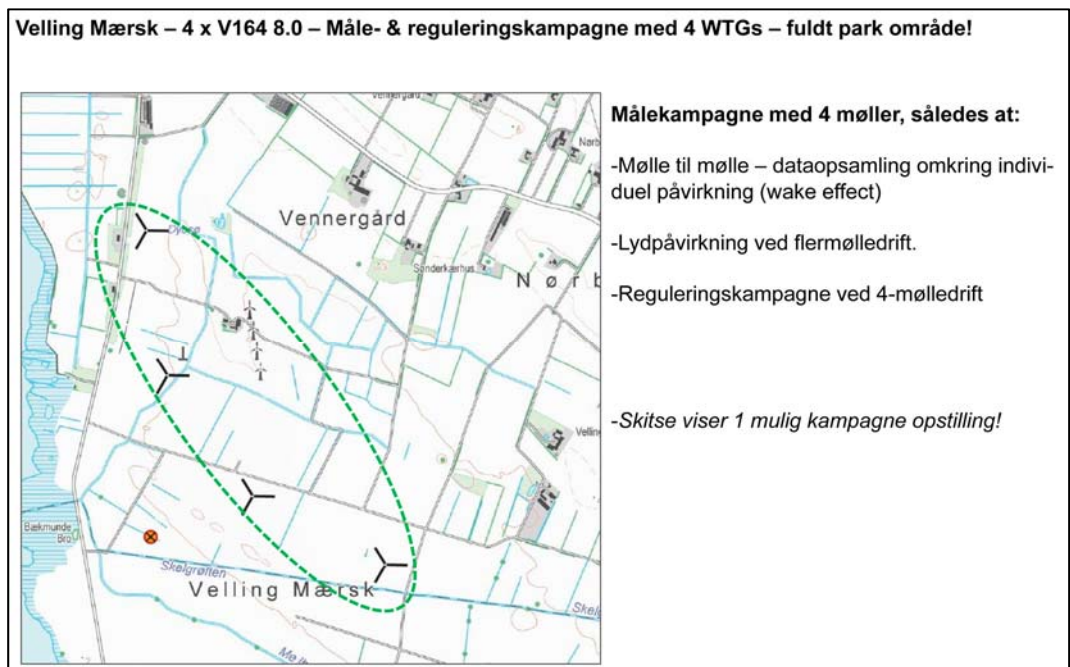 Velling Mærsk – 4 x V164 8.0 – Måle- & reguleringskampagne med 4 WTGs – fuldt park område!
Målekampagne med 4 møller, således at:
-Mølle til mølle – dataopsamling omkring indivi-
duel påvirkning (wake effect)
-Lydpåvirkning ved flermølledrift.
-Reguleringskampagne ved 4-mølledrift
-Skitse viser 1 mulig kampagne opstilling!
Vennergård
Sønderkærhus
Nørb
Velling
Bækmunde
Bro
Skelgrøften
Velling Mærsk